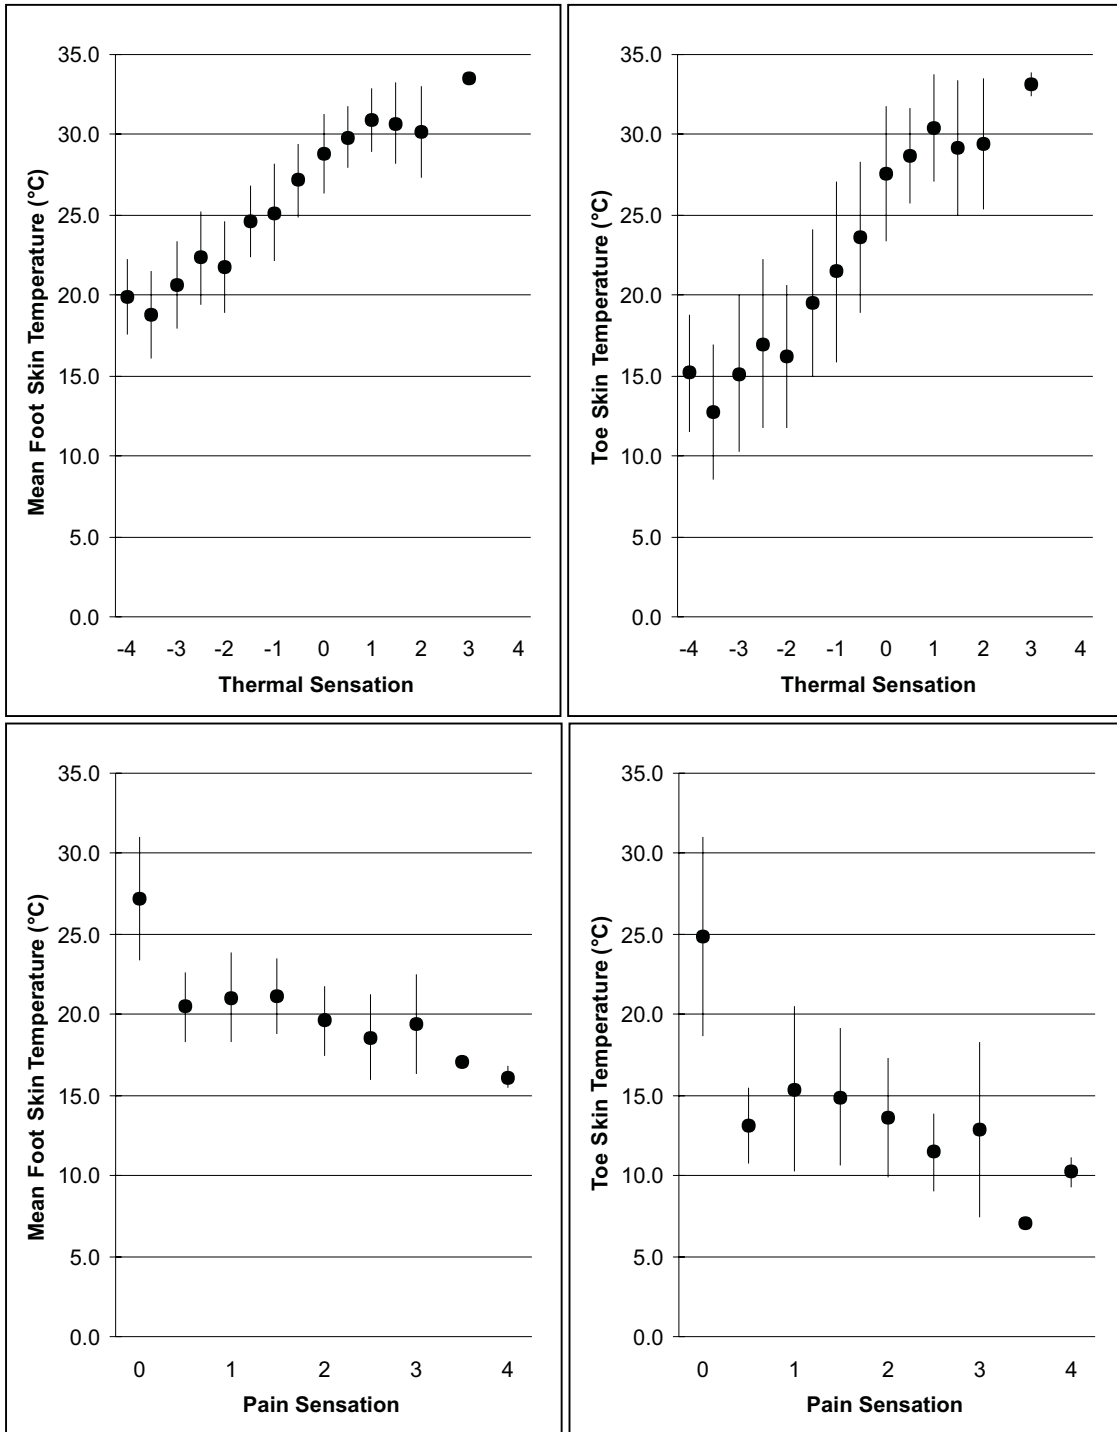 35.0
30.0
25.0
20.0
15.0
10.0
5.0
0.0
Mean Foot Skin Temperature (°C)
-4 -3 -2 -1 0 1 2 3 4
Thermal Sensation
35.0
30.0
25.0
20.0
15.0
10.0
5.0
0.0
Toe Skin Temperature (°C)
-4 -3 -2 -1 0 1 2 3 4
Thermal Sensation
35.0
30.0
25.0
20.0
15.0
10.0
5.0
0.0
Mean Foot Skin Temperature (°C)
0 1 2 3 4
Pain Sensation
35.0
30.0
25.0
20.0
15.0
10.0
5.0
0.0
Toe Skin Temperature (°C)
0 1 2 3 4
Pain Sensation